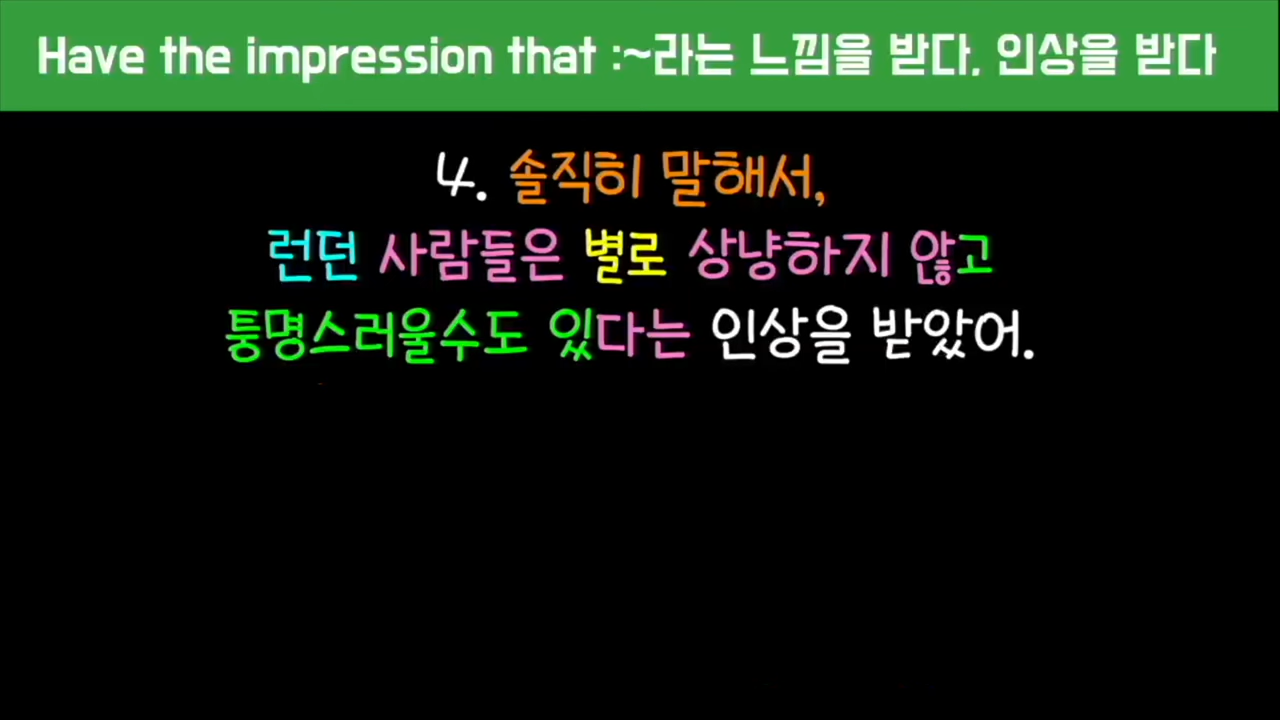 Have the impression that :~라는 느낌을 받다, 인상을 받다
4. 솔직히 말해서,
런던 사람들은 별로 상냥하지 않고
퉁명스러울수도 있다는 인상을 받았어.